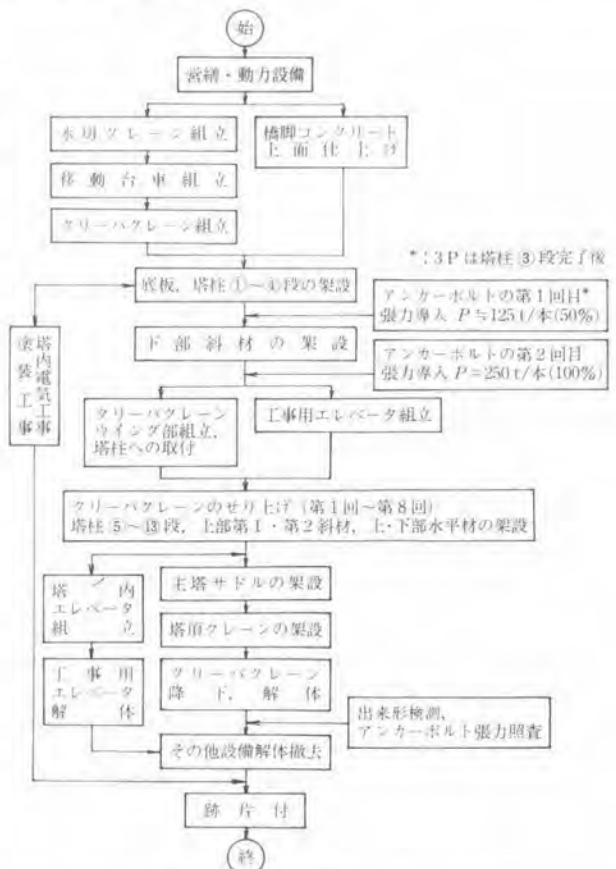 始
営繕・動力設備
水切クレーン組立
橋脚コンクリート
上面仕上げ
移動台車組立
クリーパクレーン組立
*:3Pは塔柱③段完了後
底板,塔柱①~④段の架設
アンカーボルトの第1回目*
張力導入 P≒125t/本(50%)
下部斜材の架設
アンカーボルトの第2回目
張力導入 P=250t/本(100%)
塔内電気工事
塗装工事
クリーパクレーン
ウイング部組立,
塔柱への取付
工事用エレベータ組立
クリーパクレーンのせり上げ(第1回~第8回)
塔柱⑤~⑬段,上部第1・第2斜材,上・下部水平材の架設
塔内
エレベータ
組立
主塔サドルの架設
塔頂クレーンの架設
工事用
エレベータ
解体
クリーパクレーン
降下,解体
出来形検測,
アンカーボルト張力照査
その他設備解体撤去
跡片付
終